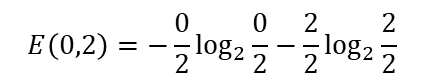 E(0,2) = −0/2 log₂ 0/2 − 2/2 log₂ 2/2